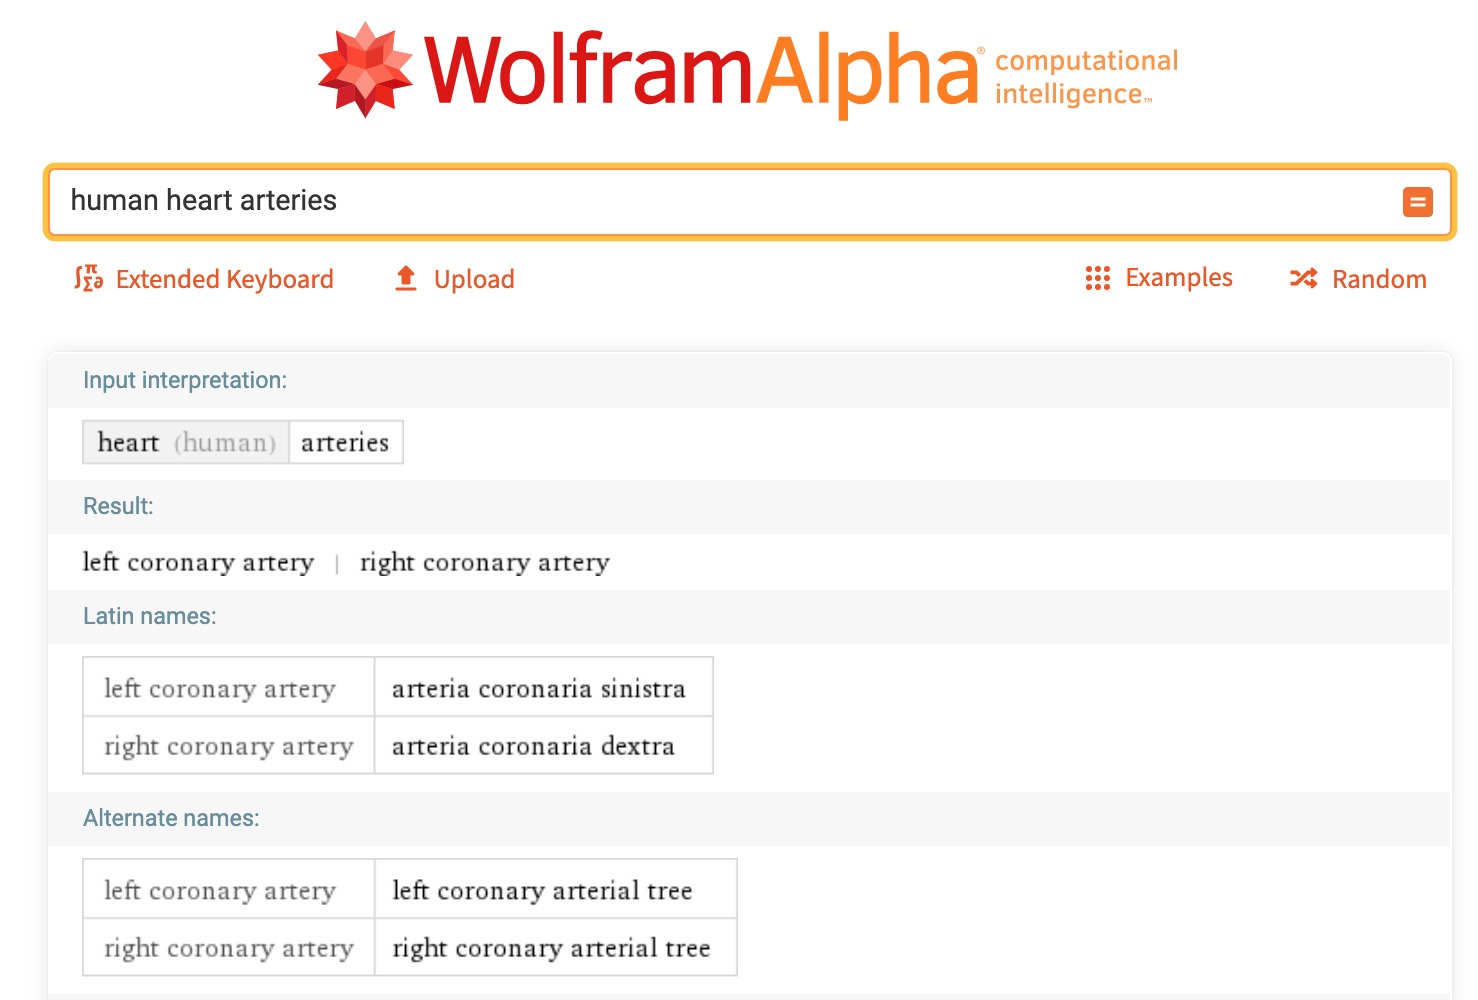 WolframAlpha® computational intelligence™
human heart arteries
Extended Keyboard Upload Examples Random
Input interpretation:
heart (human) arteries
Result:
left coronary artery | right coronary artery
Latin names:
left coronary artery arteria coronaria sinistra
right coronary artery arteria coronaria dextra
Alternate names:
left coronary artery left coronary arterial tree
right coronary artery right coronary arterial tree